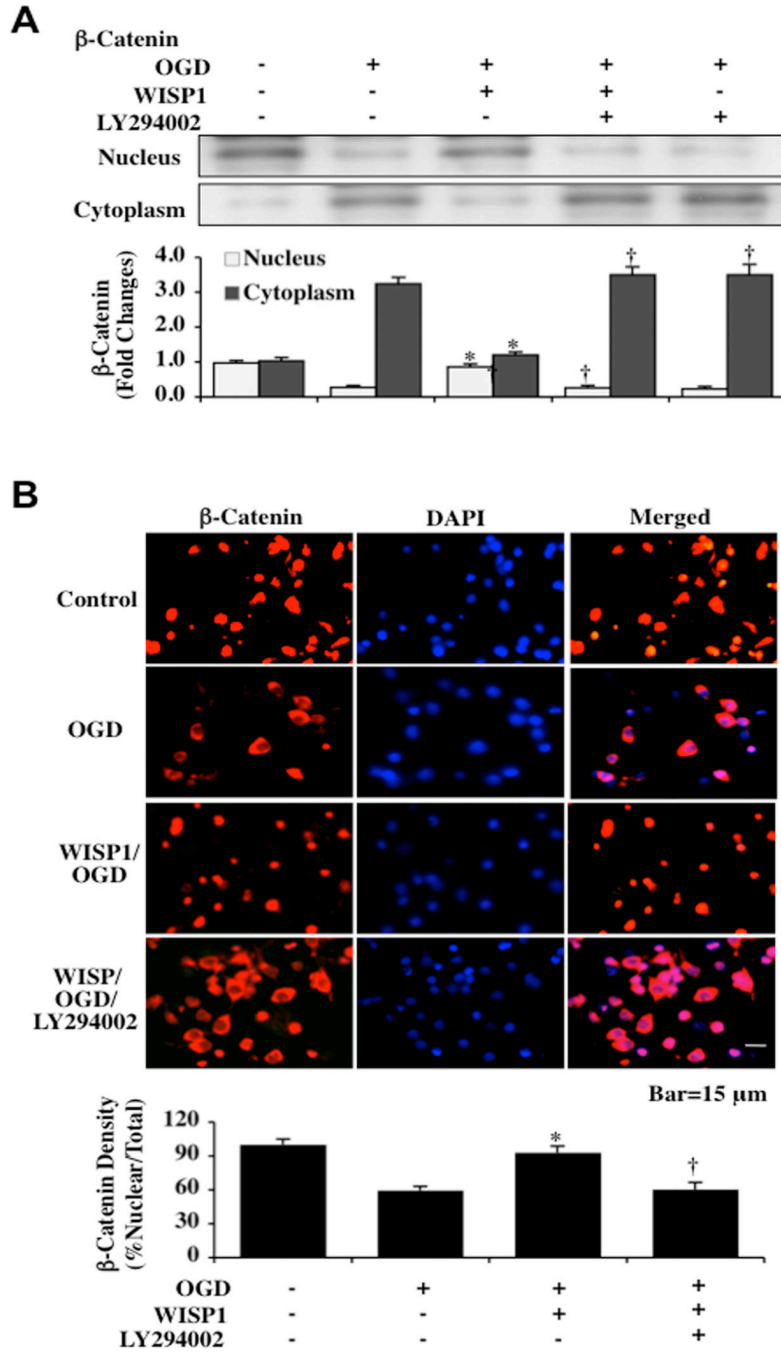 A
β-Catenin
OGD - + + + +
WISP1 - - + + -
LY294002 - - - + +
Nucleus
Cytoplasm
β-Catenin
(Fold Changes)
4.0
3.0
1.0
0.0
Nucleus
Cytoplasm
* † * † † †
B
β-Catenin DAPI Merged
Control
OGD
WISP1/
OGD
WISP/
OGD/
LY294002
Bar=15 µm
β-Catenin Density
(%Nuclear/Total)
120
90
60
30
0
* †
OGD - + + +
WISP1 - - + +
LY294002 - - - +